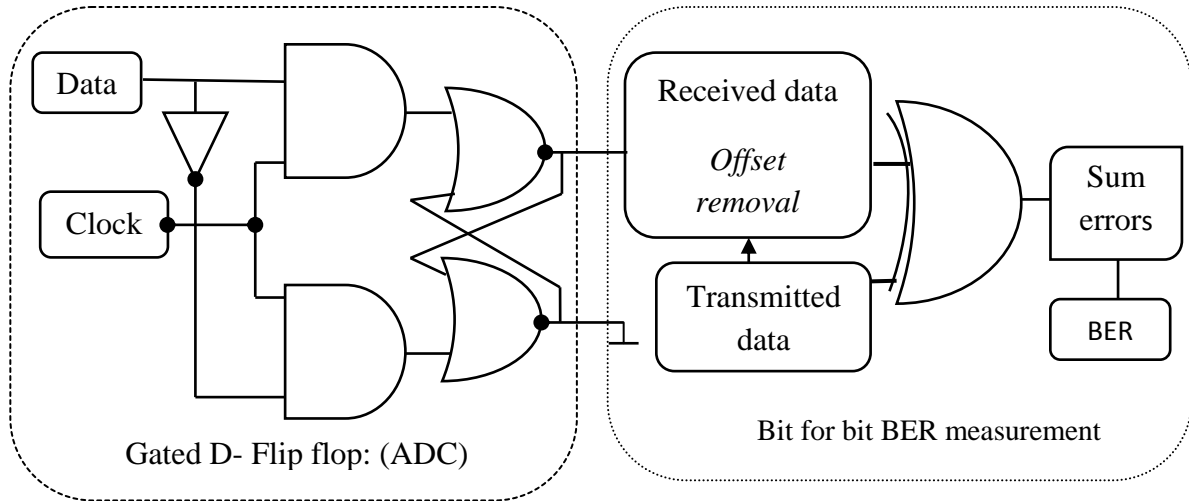 Data
Clock
Gated D- Flip flop: (ADC)
Received data
Offset
removal
Transmitted
data
Sum
errors
BER
Bit for bit BER measurement